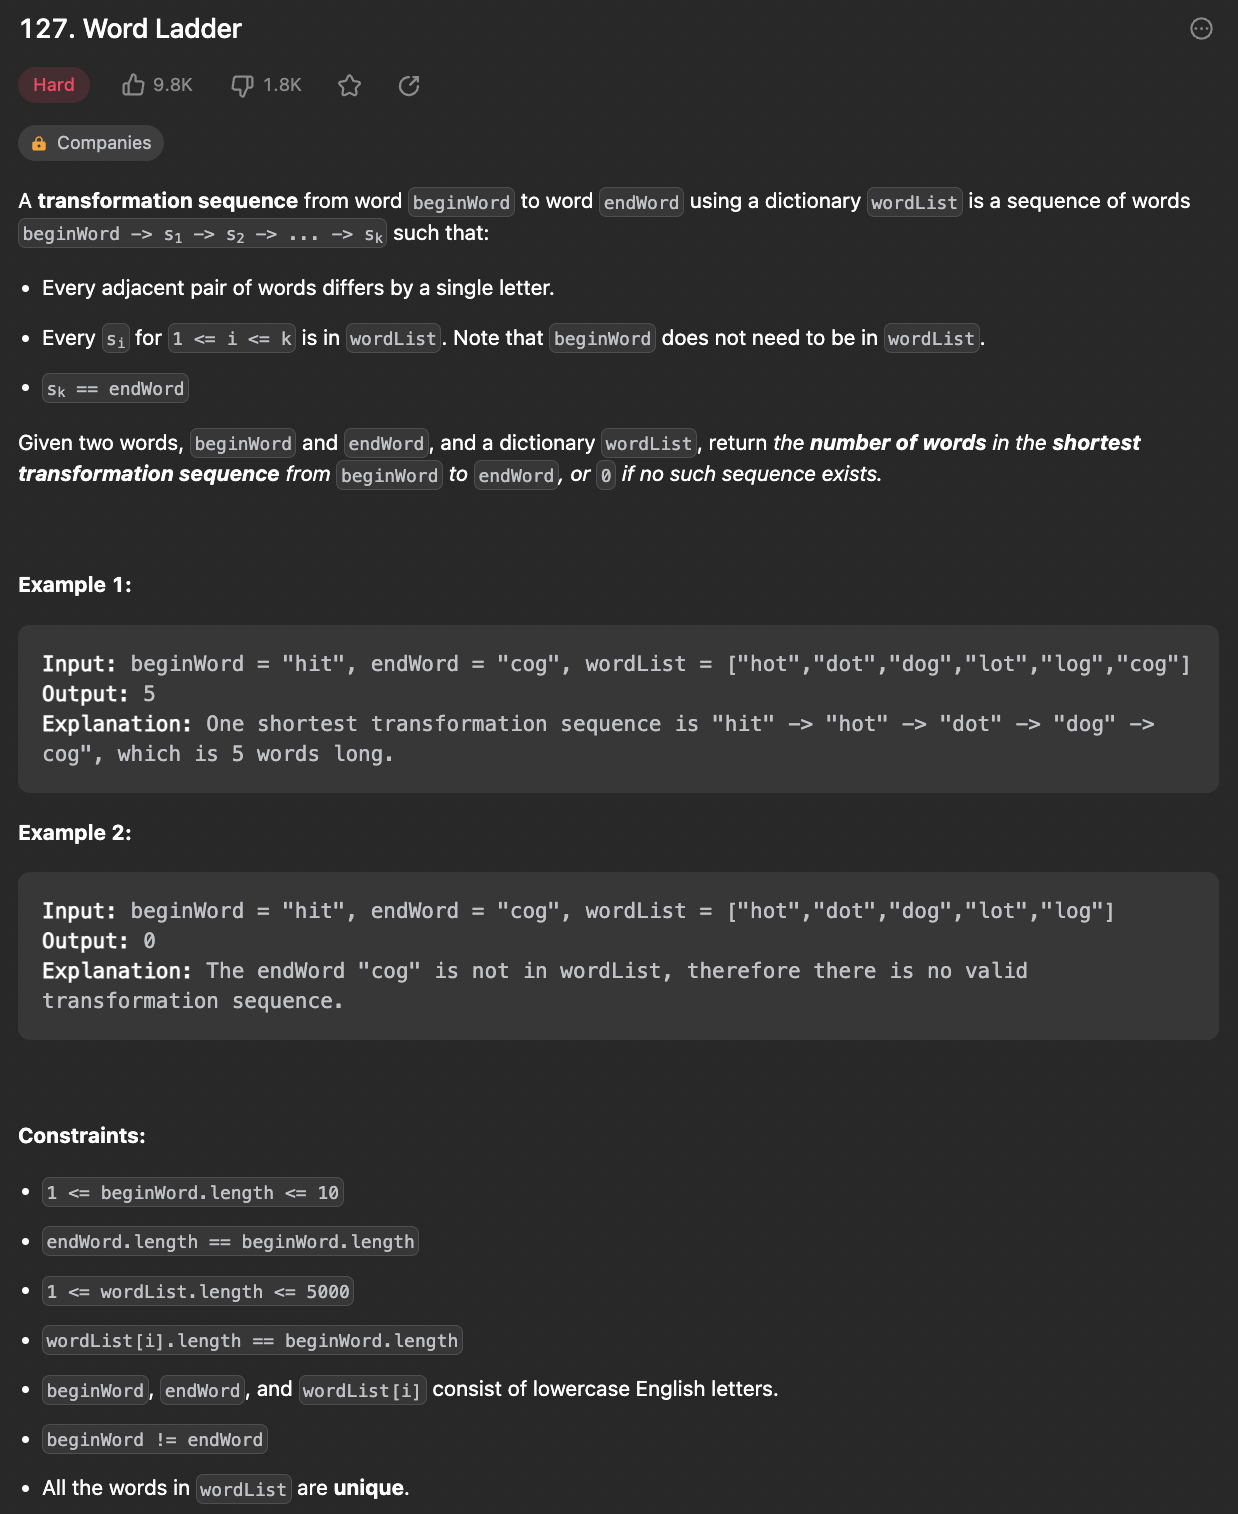 127. Word Ladder
Hard 9.8K 1.8K
Companies
A transformation sequence from word beginWord to word endWord using a dictionary wordList is a sequence of words
beginWord -> s1 -> s2 -> ... -> sk such that:
• Every adjacent pair of words differs by a single letter.
• Every si for 1 <= i <= k is in wordList. Note that beginWord does not need to be in wordList.
• sk == endWord
Given two words, beginWord and endWord, and a dictionary wordList, return the number of words in the shortest
transformation sequence from beginWord to endWord, or 0 if no such sequence exists.
Example 1:
Input: beginWord = "hit", endWord = "cog", wordList = ["hot","dot","dog","lot","log","cog"]
Output: 5
Explanation: One shortest transformation sequence is "hit" -> "hot" -> "dot" -> "dog" ->
cog", which is 5 words long.
Example 2:
Input: beginWord = "hit", endWord = "cog", wordList = ["hot","dot","dog","lot","log"]
Output: 0
Explanation: The endWord "cog" is not in wordList, therefore there is no valid
transformation sequence.
Constraints:
• 1 <= beginWord.length <= 10
• endWord.length == beginWord.length
• 1 <= wordList.length <= 5000
• wordList[i].length == beginWord.length
• beginWord, endWord, and wordList[i] consist of lowercase English letters.
• beginWord != endWord
• All the words in wordList are unique.